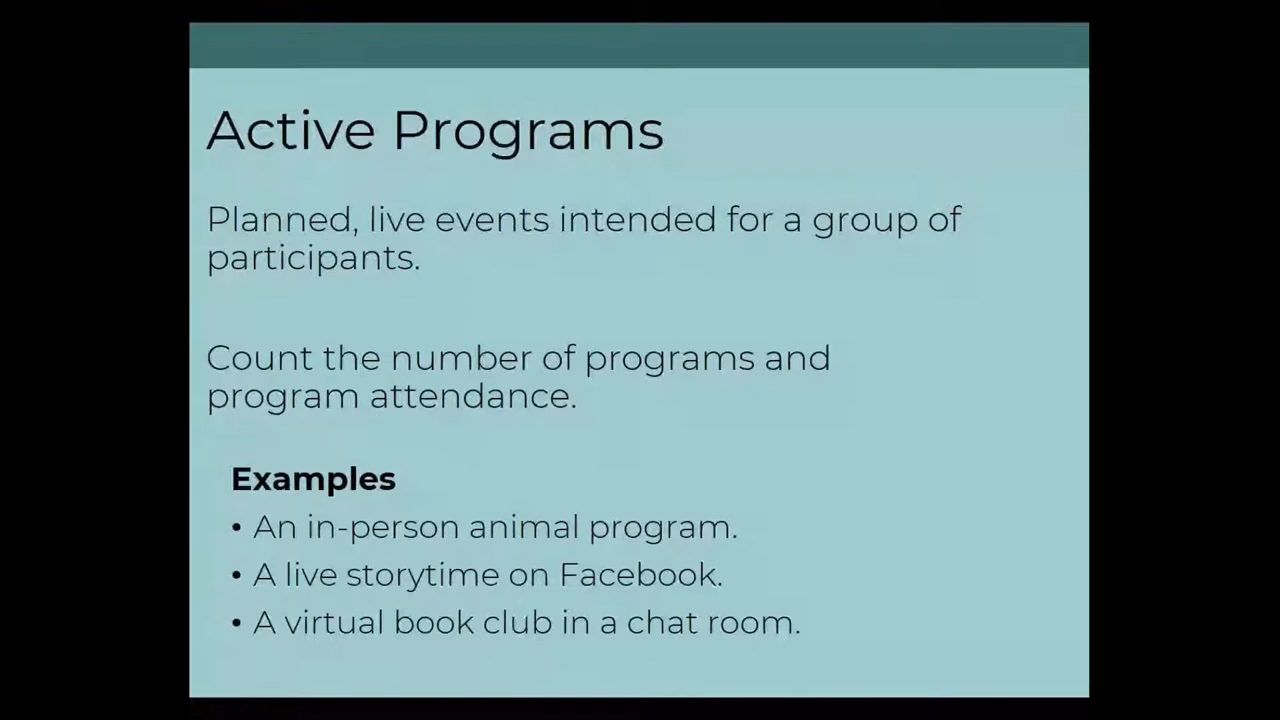 Active Programs
Planned, live events intended for a group of
participants.
Count the number of programs and
program attendance.
Examples
• An in-person animal program.
• A live storytime on Facebook.
• A virtual book club in a chat room.